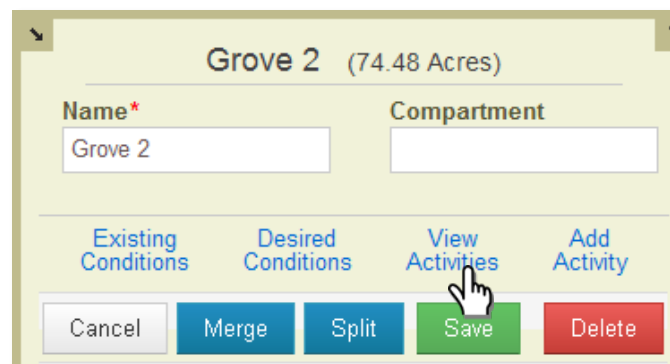 Grove 2 (74.48 Acres)
Name* Compartment
Grove 2
Existing Desired View Add
Conditions Conditions Activities Activity
Cancel Merge Split Save Delete